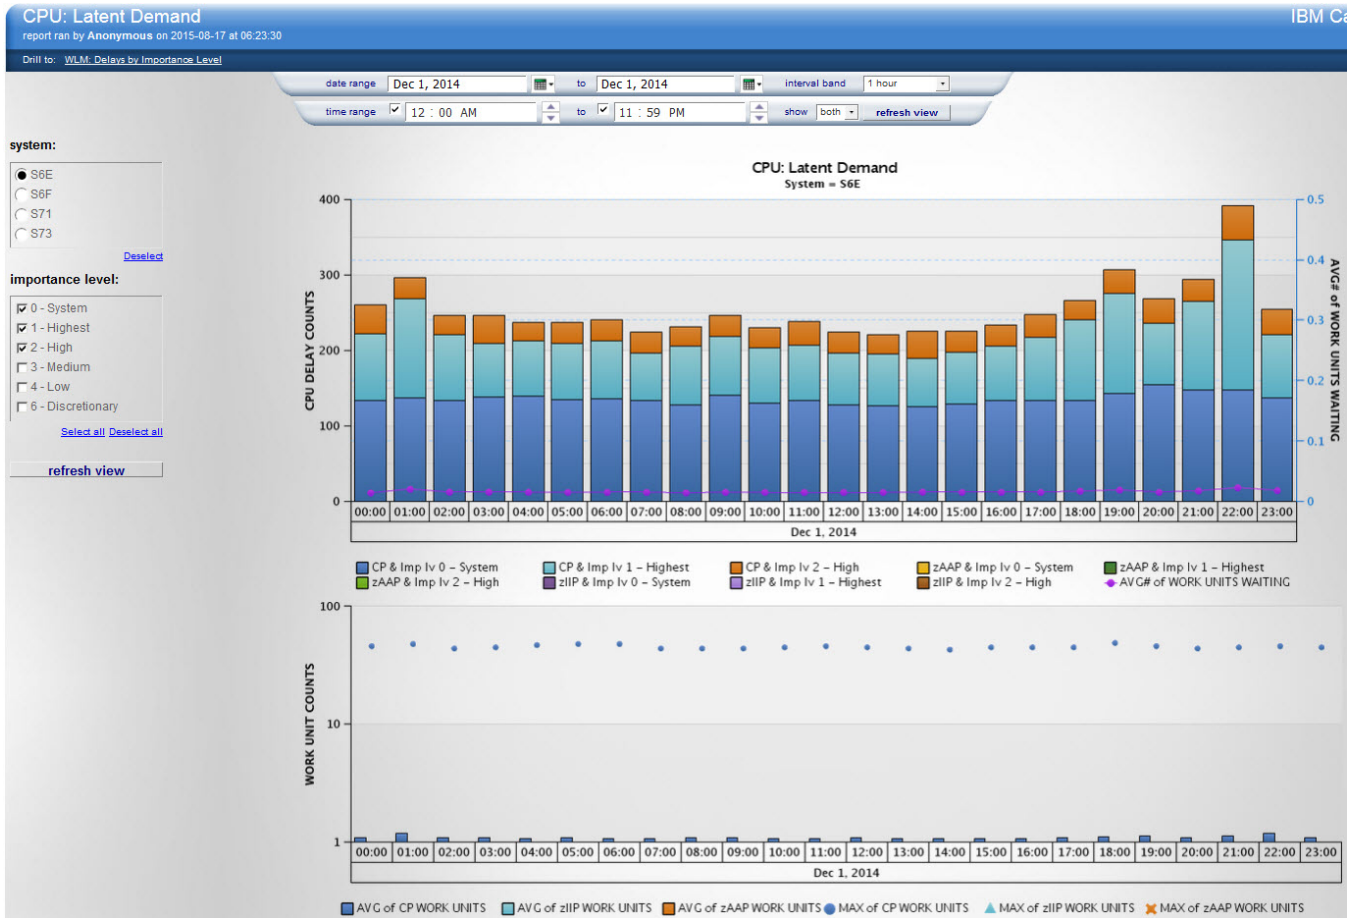 CPU: Latent Demand
IBM Ca
report ran by Anonymous on 2015-08-17 at 06:23:30
Drill to: WLM: Delays by Importance Level
date range Dec 1, 2014 to Dec 1, 2014 interval band 1 hour
time range 12 : 00 AM to 11 : 59 PM show both refresh view
system:
S6E
S6F
S71
S73
Deselect
importance level:
0 - System
1 - Highest
2 - High
3 - Medium
4 - Low
6 - Discretionary
Select all Deselect all
refresh view
CPU: Latent Demand
System = S6E
CPU DELAY COUNTS
400
300
200
100
0
0.5
0.4
0.3
0.2
0.1
0
AVG# of WORK UNITS WAITING
00:00 01:00 02:00 03:00 04:00 05:00 06:00 07:00 08:00 09:00 10:00 11:00 12:00 13:00 14:00 15:00 16:00 17:00 18:00 19:00 20:00 21:00 22:00 23:00
Dec 1, 2014
CP & Imp lv 0 – System CP & Imp lv 1 – Highest CP & Imp lv 2 – High zAAP & Imp lv 0 – System zAAP & Imp lv 1 – Highest
zAAP & Imp lv 2 – High zIIP & Imp lv 0 – System zIIP & Imp lv 1 – Highest zIIP & Imp lv 2 – High AVG# of WORK UNITS WAITING
WORK UNIT COUNTS
100
10
1
00:00 01:00 02:00 03:00 04:00 05:00 06:00 07:00 08:00 09:00 10:00 11:00 12:00 13:00 14:00 15:00 16:00 17:00 18:00 19:00 20:00 21:00 22:00 23:00
Dec 1, 2014
AVG of CP WORK UNITS AVG of zIIP WORK UNITS AVG of zAAP WORK UNITS MAX of CP WORK UNITS MAX of zIIP WORK UNITS MAX of zAAP WORK UNITS